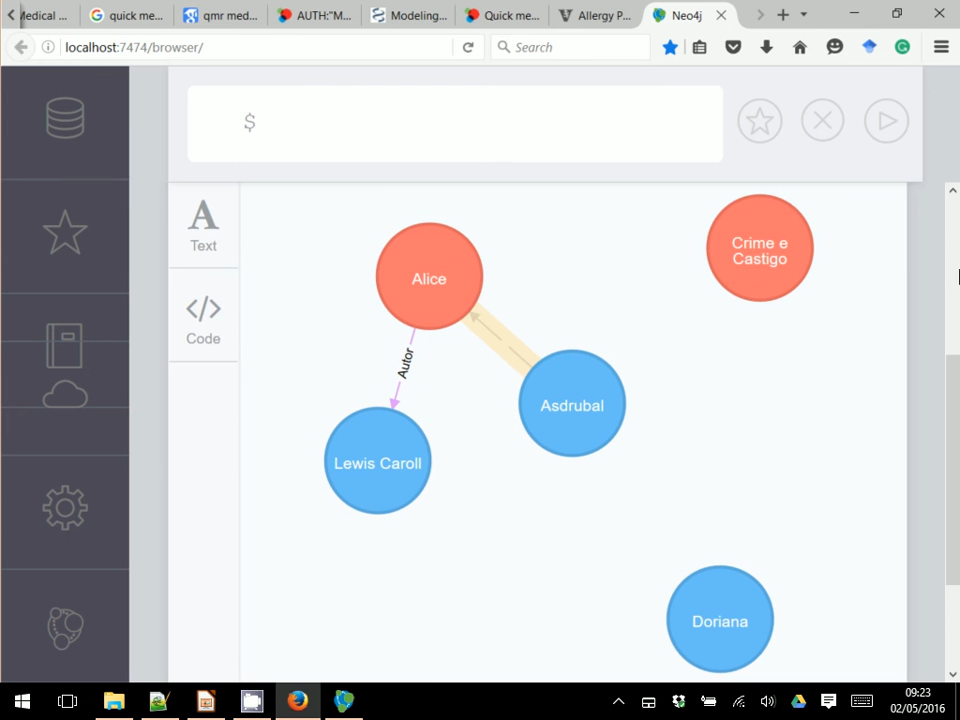 Medical ...
quick me...
qmr med...
AUTH:"M...
Modeling...
Quick me...
Allergy P...
Neo4j
localhost:7474/browser/
Search
$
Text
Code
Alice
Crime e
Castigo
Autor
Asdrubal
Lewis Caroll
Doriana
09:23
02/05/2016